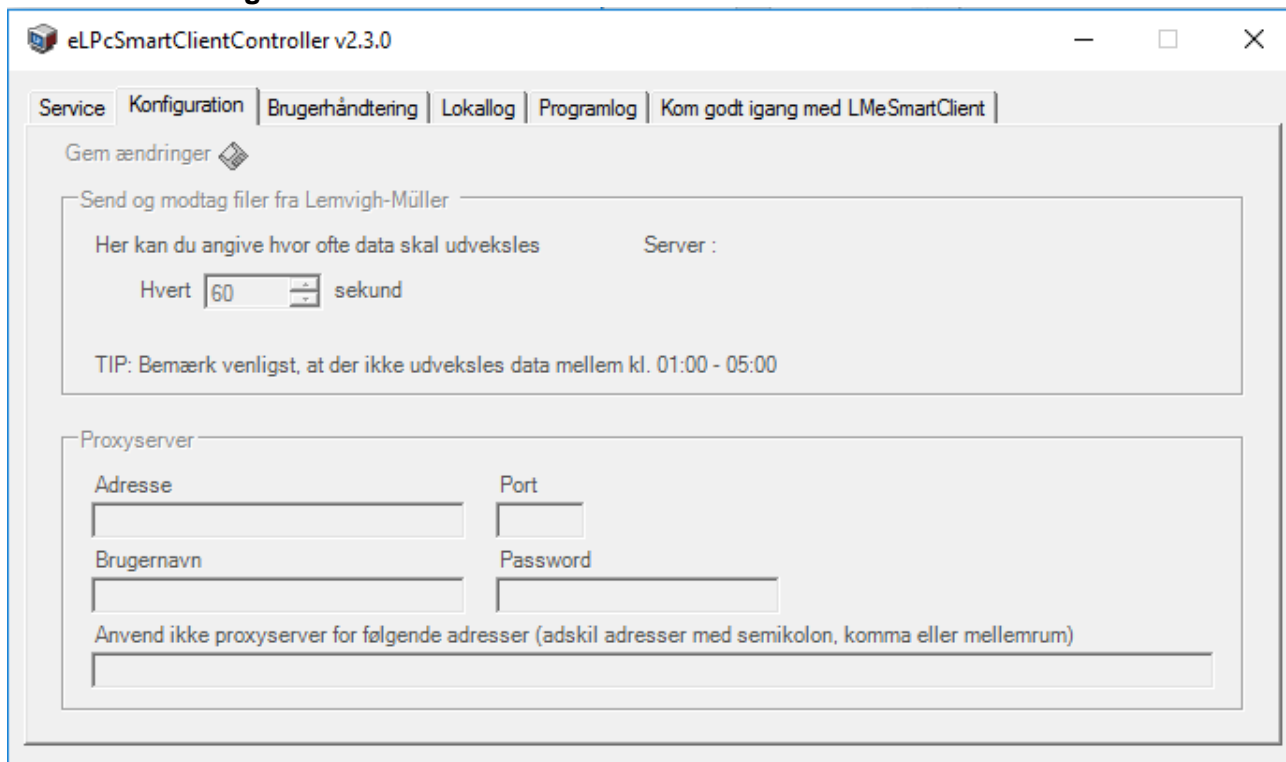 eLPcSmartClientController v2.3.0
Service Konfiguration Brugerhåndtering Lokallog Programlog Kom godt igang med LMeSmartClient
Gem ændringer
Send og modtag filer fra Lemvigh-Müller
Her kan du angive hvor ofte data skal udveksles Server :
Hvert 60 sekund
TIP: Bemærk venligst, at der ikke udveksles data mellem kl. 01:00 - 05:00
Proxyserver
Adresse Port
Brugernavn Password
Anvend ikke proxyserver for følgende adresser (adskil adresser med semikolon, komma eller mellemrum)